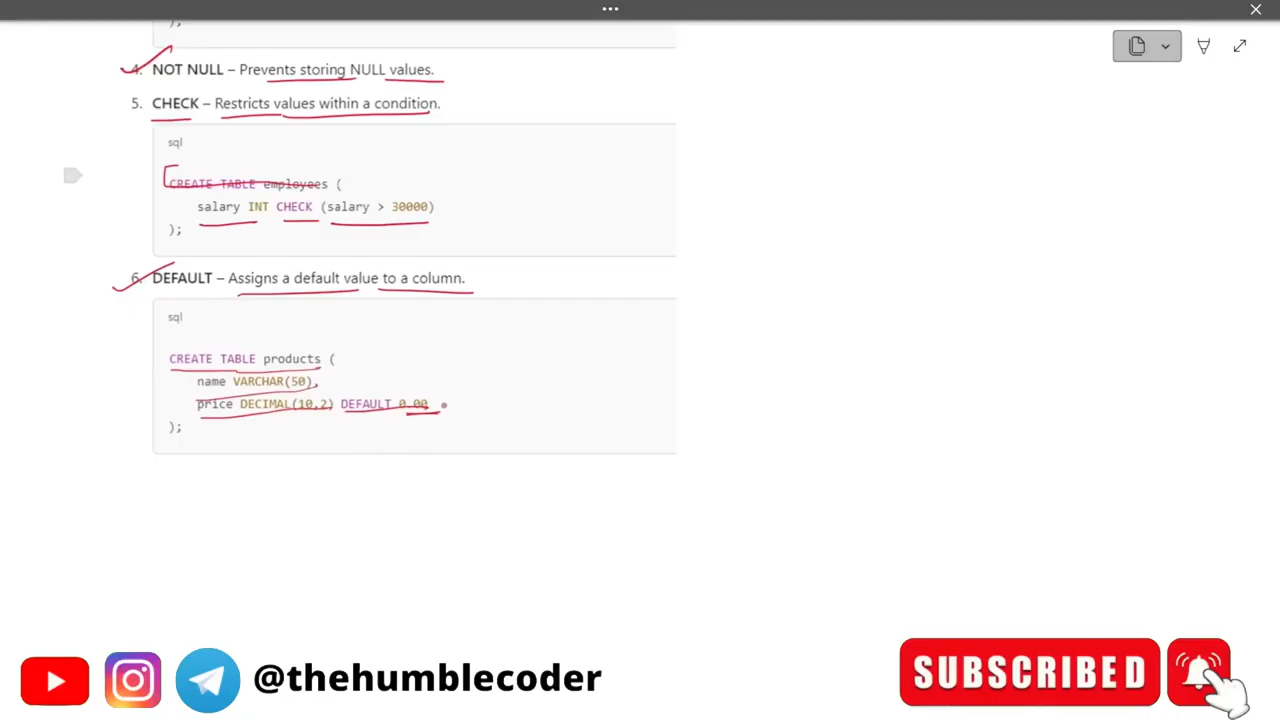 );
4. NOT NULL – Prevents storing NULL values.
5. CHECK – Restricts values within a condition.
sql
CREATE TABLE employees (
salary INT CHECK (salary > 30000)
);
6. DEFAULT – Assigns a default value to a column.
sql
CREATE TABLE products (
name VARCHAR(50),
price DECIMAL(10,2) DEFAULT 0.00
);
@thehumblecoder
SUBSCRIBED